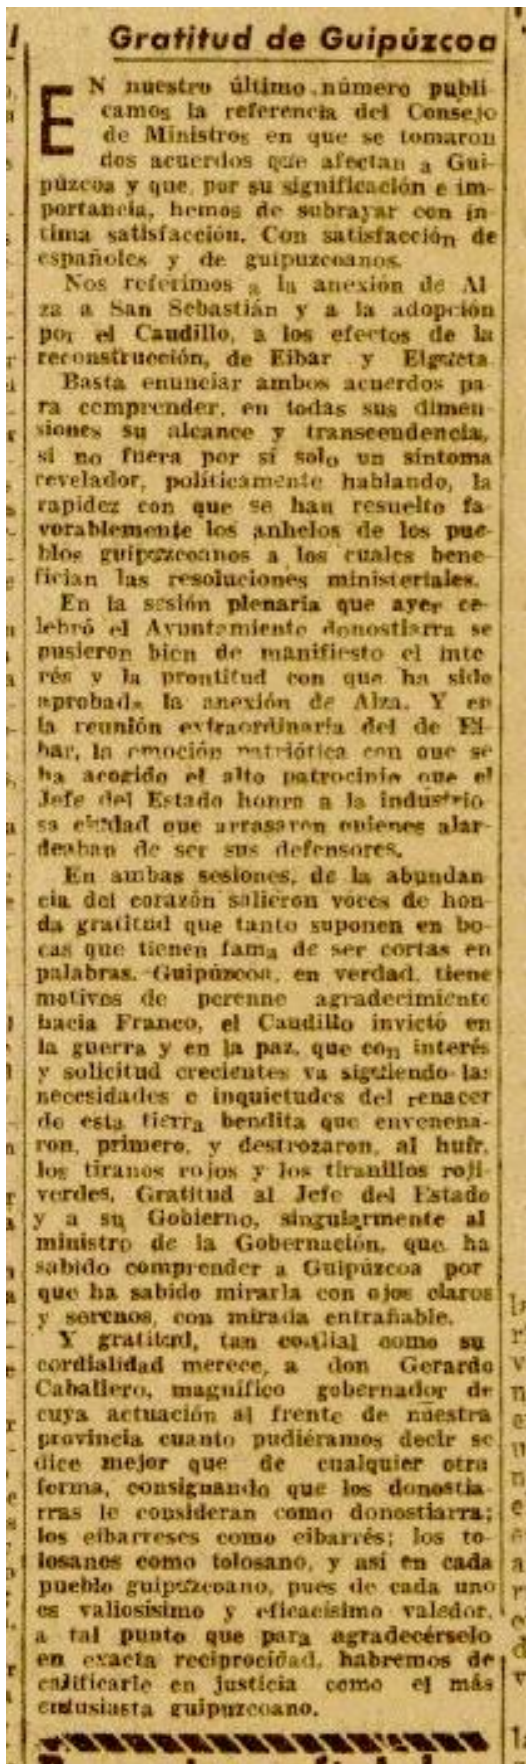 Gratitud de Guipúzcoa
EN nuestro último número publi-
camos la referencia del Consejo
de Ministros en que se tomaron
dos acuerdos que afectan a Gui-
púzcoa y que, por su significación e im-
portancia, hemos de subrayar con ín-
tima satisfacción. Con satisfacción de
españoles y de guipuzcoanos.
Nos referimos a la anexión de Al-
za a San Sebastián y a la adopción
por el Caudillo, a los efectos de la
reconstrucción, de Eibar y Elgueta
Basta enunciar ambos acuerdos pa-
ra comprender, en todas sus dimen-
siones su alcance y transcendencia,
si no fuera por sí solo un síntoma
revelador, políticamente hablando, la
rapidez con que se han resuelto fa-
vorablemente los anhelos de los pue-
blos guipuzcoanos a los cuales bene-
fician las resoluciones ministeriales.
En la sesión plenaria que ayer ce-
lebró el Ayuntamiento donostiarra se
pusieron bien de manifiesto el inte-
rés y la prontitud con que ha sido
aprobada la anexión de Alza. Y en
la reunión extraordinaria del de Ei-
bar, la emoción patriótica con que se
ha acogido el alto patrocinio que el
Jefe del Estado honra a la industrio-
sa ciudad que arrasaron quienes alar-
deaban de ser sus defensores.
En ambas sesiones, de la abundan-
cia del corazón salieron voces de hon-
da gratitud que tanto suponen en bo-
cas que tienen fama de ser cortas en
palabras. Guipúzcoa, en verdad, tiene
motivos de perenne agradecimiento
hacia Franco, el Caudillo invicto en
la guerra y en la paz, que con interés
y solicitud crecientes va siguiendo las
necesidades e inquietudes del renacer
de esta tierra bendita que envenena-
ron, primero, y destrozaron, al huír,
los tiranos rojos y los tiranillos roji-
verdes. Gratitud al Jefe del Estado
y a su Gobierno, singularmente al
ministro de la Gobernación, que ha
sabido comprender a Guipúzcoa por
que ha sabido mirarla con ojos claros
y serenos, con mirada entrañable.
Y gratitud, tan cordial como su
cordialidad merece, a don Gerardo
Caballero, magnífico gobernador de
cuya actuación al frente de nuestra
provincia cuanto pudiéramos decir se
dice mejor que de cualquier otra
forma, consignando que los donostia-
rras le consideran como donostiarra;
los eibarreses como eibarrés; los to-
losanos como tolosano, y así en cada
pueblo guipuzcoano, pues de cada uno
es valiosísimo y eficacísimo valedor,
a tal punto que para agradecérselo
en exacta reciprocidad, habremos de
calificarle en justicia como el más
entusiasta guipuzcoano.